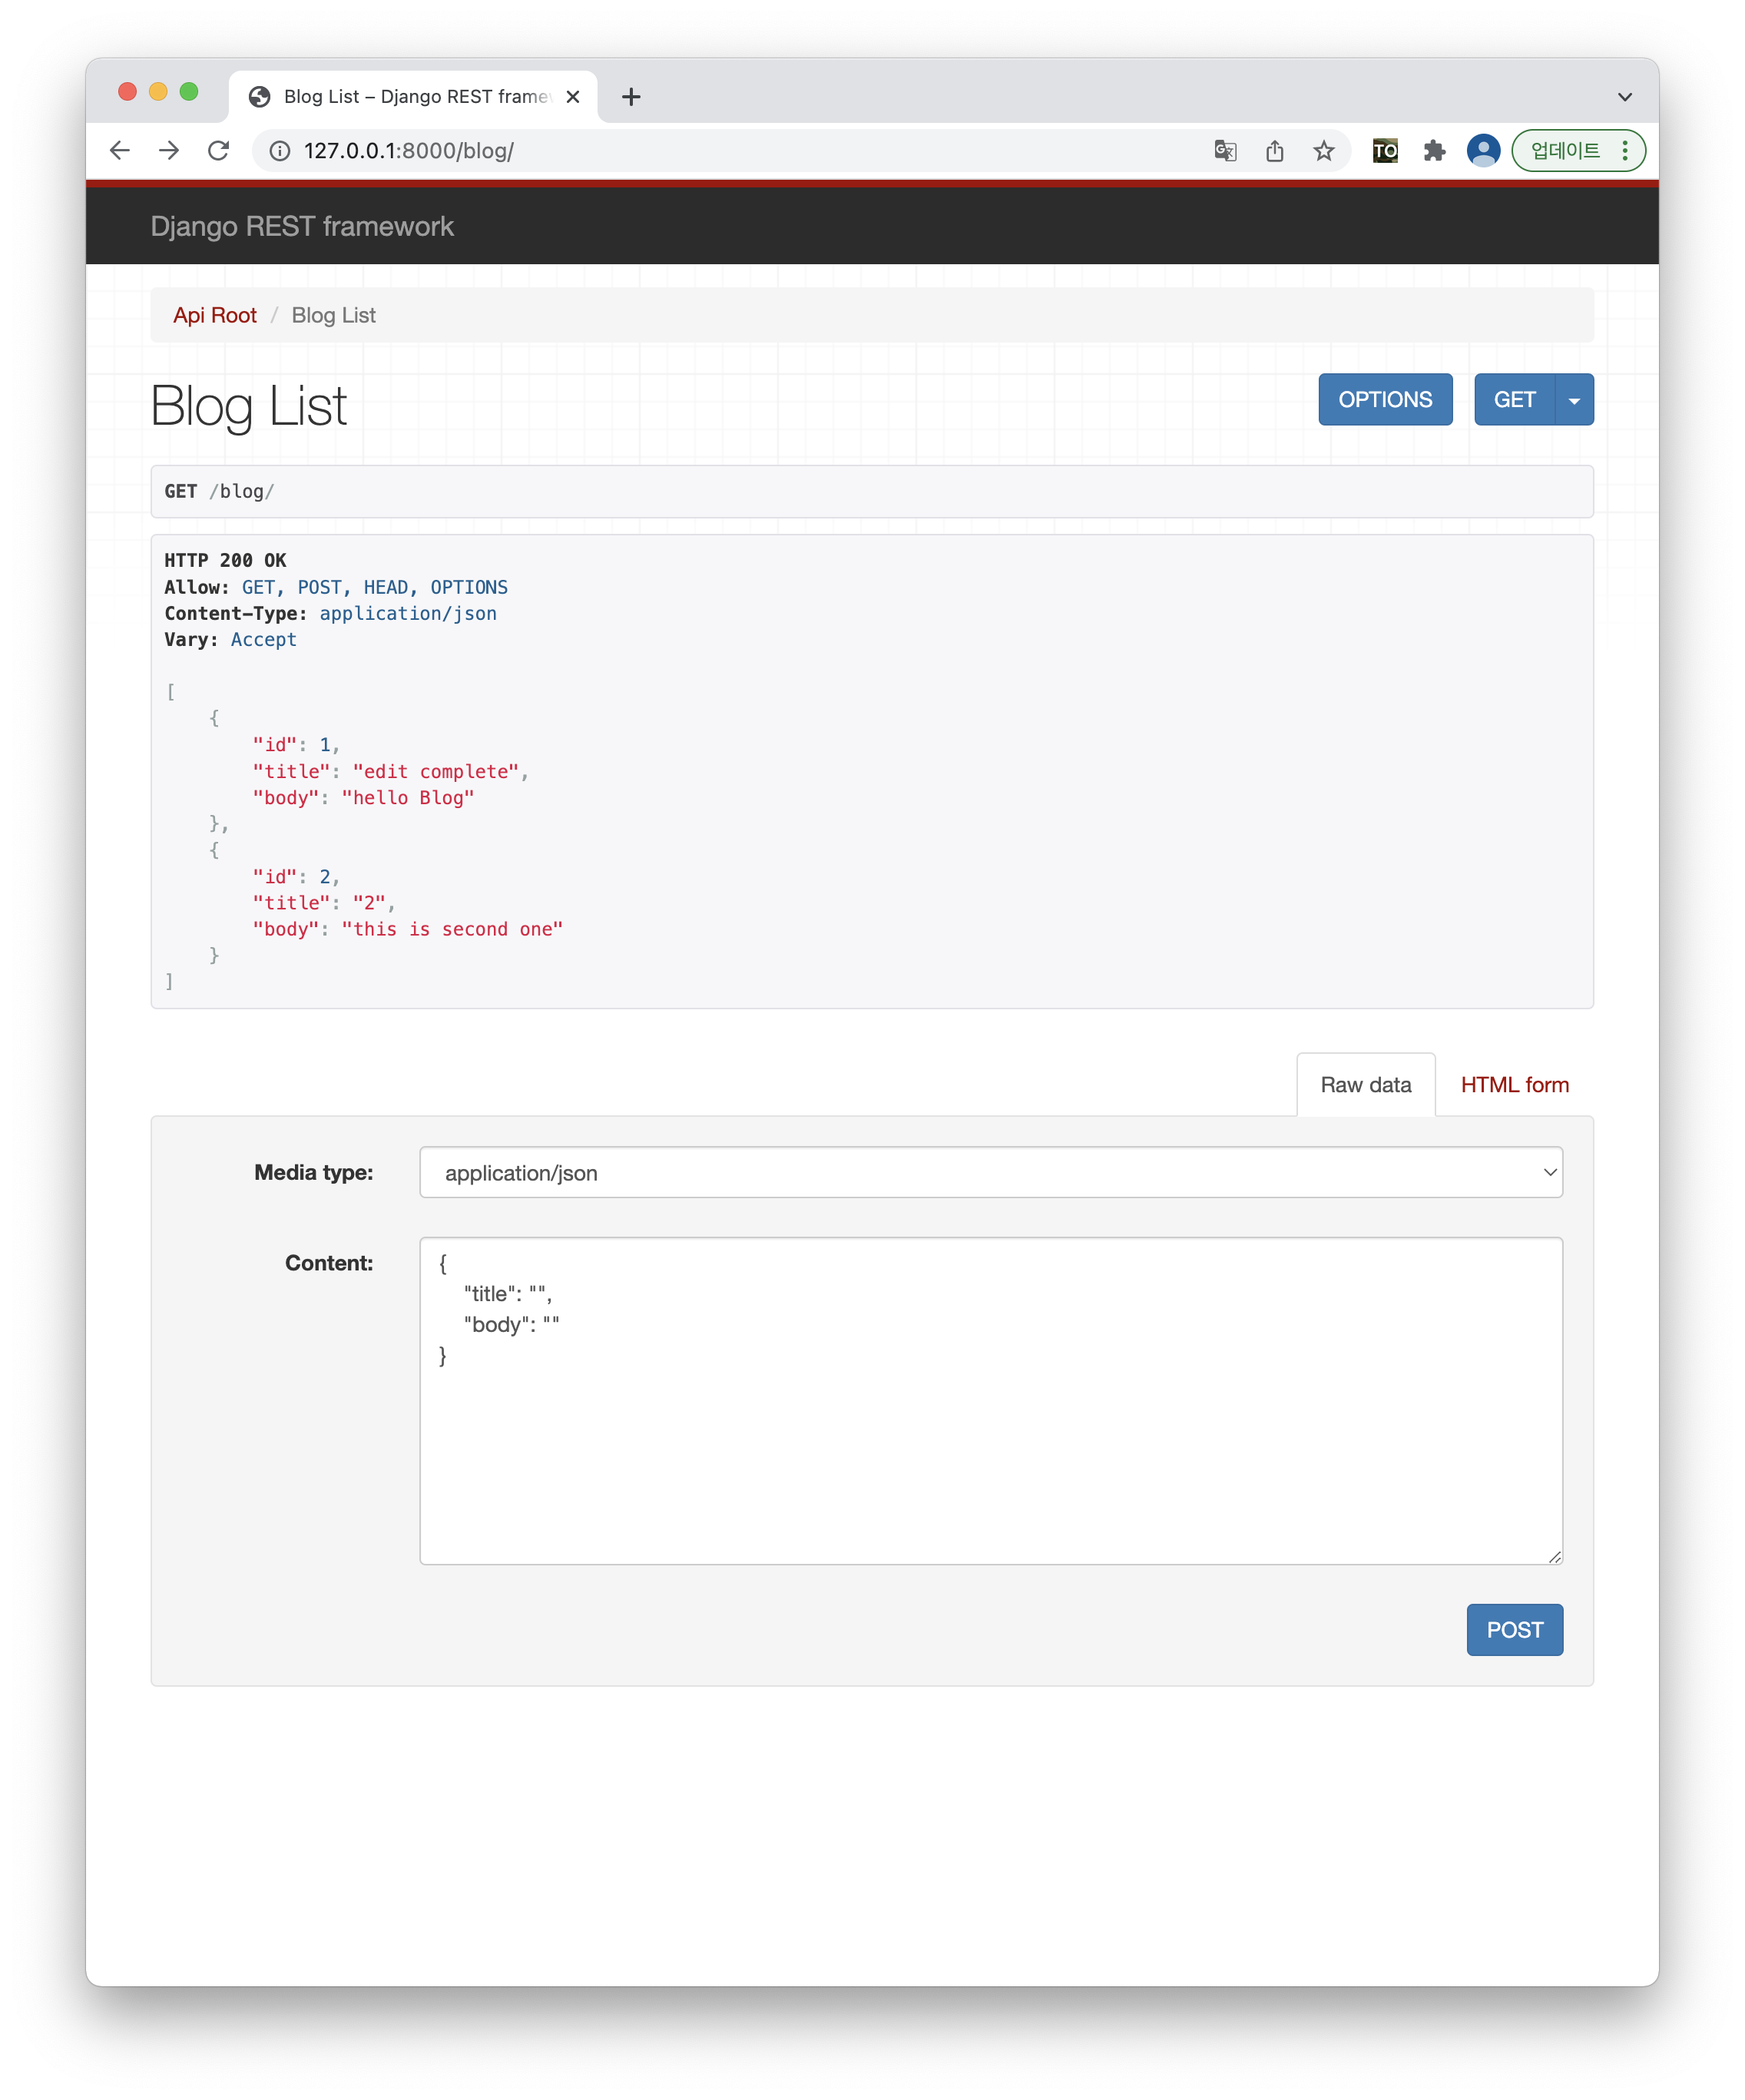 Blog List – Django REST frame
127.0.0.1:8000/blog/
TO
업데이트
Django REST framework
Api Root / Blog List
Blog List
OPTIONS
GET
GET /blog/
HTTP 200 OK
Allow: GET, POST, HEAD, OPTIONS
Content-Type: application/json
Vary: Accept
[
    {
        "id": 1,
        "title": "edit complete",
        "body": "hello Blog"
    },
    {
        "id": 2,
        "title": "2",
        "body": "this is second one"
    }
]
Raw data
HTML form
Media type:
application/json
Content:
{
    "title": "",
    "body": ""
}
POST